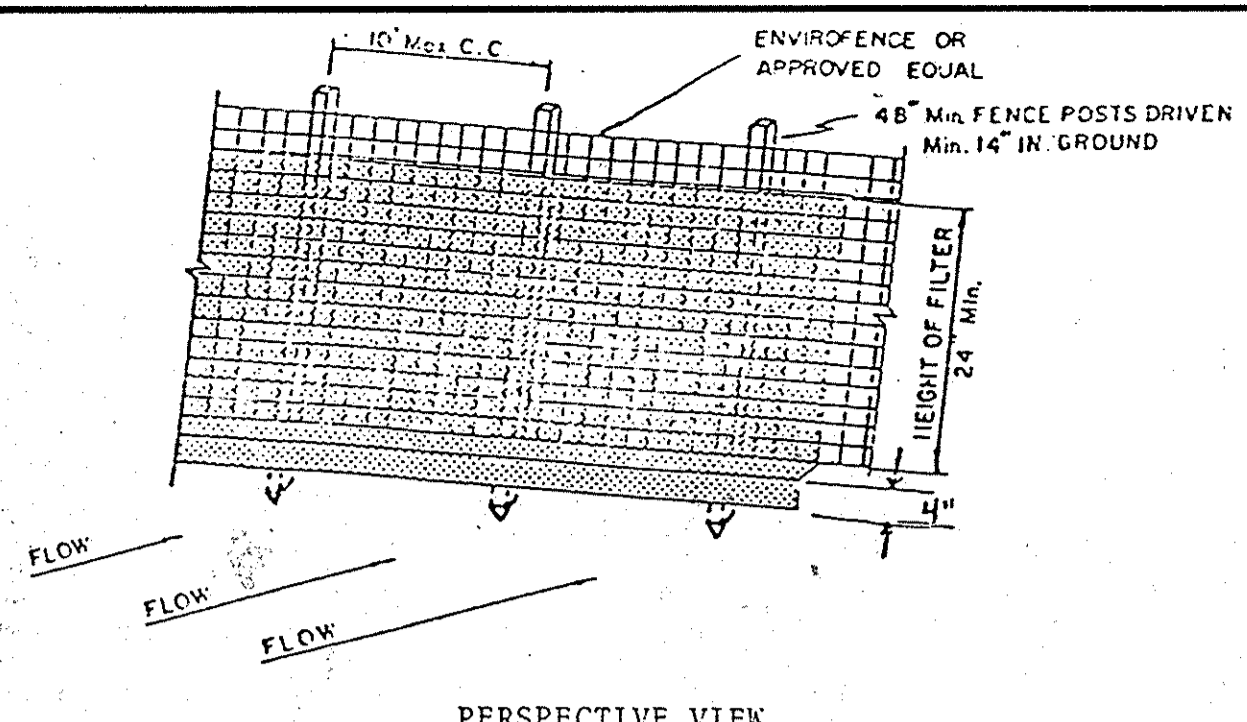 10' Max C.C
ENVIROFENCE OR
APPROVED EQUAL
48" Min FENCE POSTS DRIVEN
Min. 14" IN. GROUND
HEIGHT OF FILTER
24" Min.
4"
FLOW
FLOW
FLOW
PERSPECTIVE VIEW